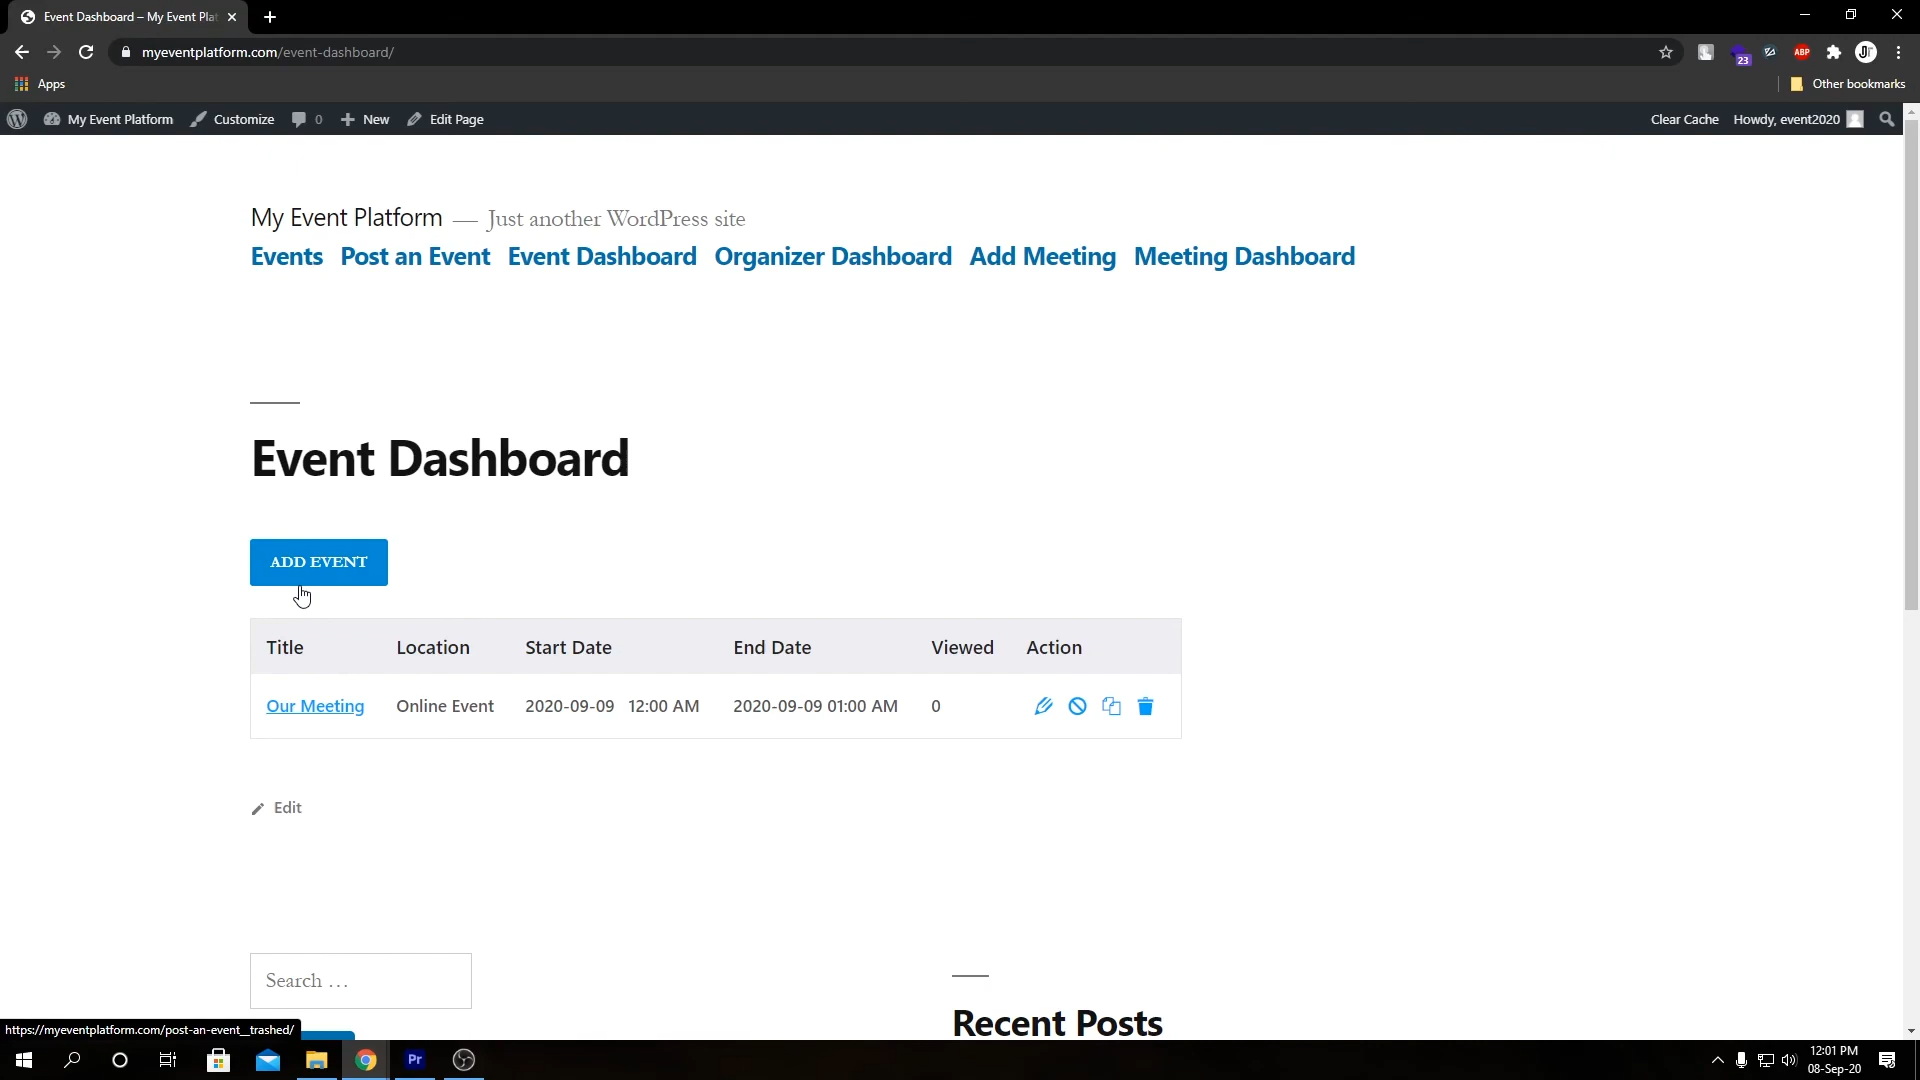 Event Dashboard – My Event Plat
myeventplatform.com/event-dashboard/
23
ABP
Apps
Other bookmarks
My Event Platform Customize 0 New Edit Page
Clear Cache Howdy, event2020
My Event Platform — Just another WordPress site
Events Post an Event Event Dashboard Organizer Dashboard Add Meeting Meeting Dashboard
Event Dashboard
ADD EVENT
Title Location Start Date End Date Viewed Action
Our Meeting Online Event 2020-09-09 12:00 AM 2020-09-09 01:00 AM 0
Edit
Search …
Recent Posts
https://myeventplatform.com/post-an-event__trashed/
Pr
12:01 PM
08-Sep-20